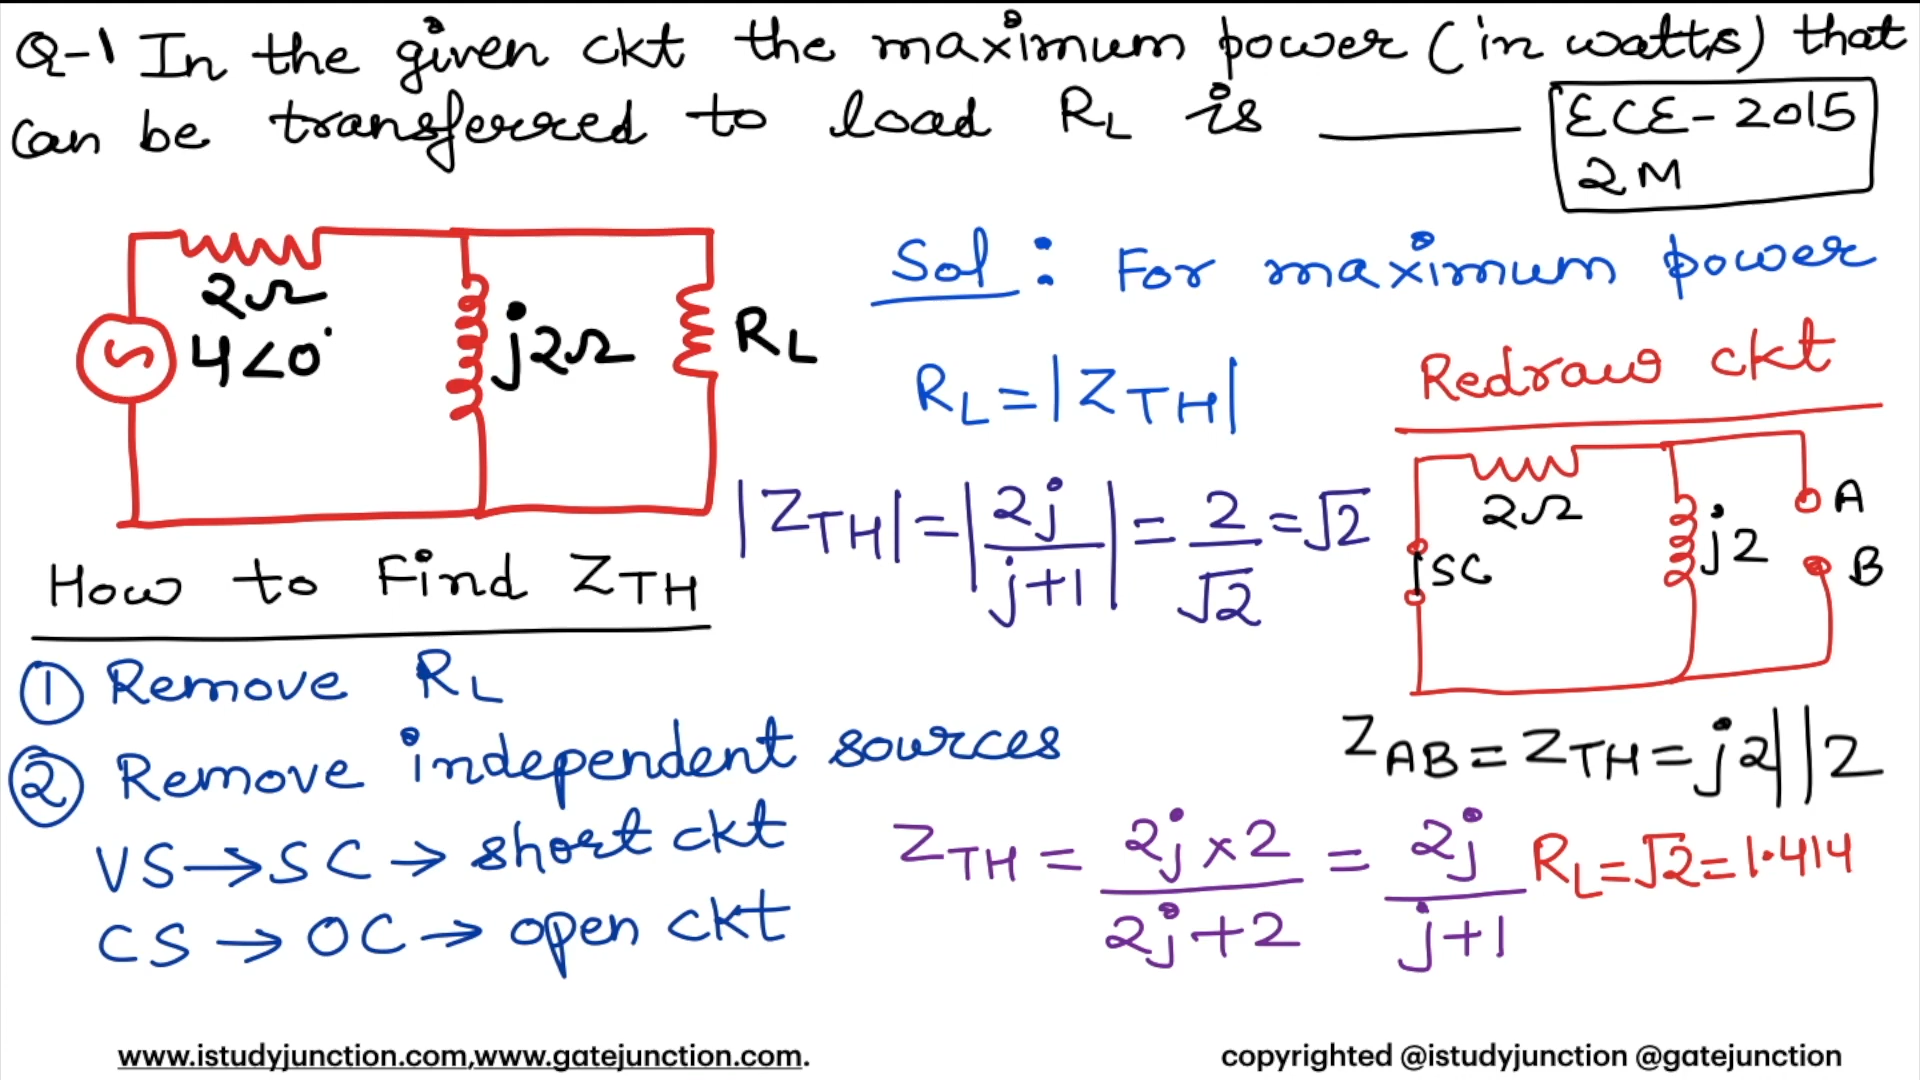 Q-1 In the given ckt the maximum power (in watts) that
can be transferred to load RL is ______
ECE-2015
2M
2Ω
4∠0°
j2Ω
RL
Sol : For maximum power
RL = |ZTH|
|ZTH| = |2j/(j+1)| = 2/√2 = √2
Redraw ckt
2Ω
SC
j2
A
B
ZAB = ZTH = j2||2
How to Find ZTH
① Remove RL
② Remove independent sources
VS → SC → short ckt
CS → OC → open ckt
ZTH = (2j×2)/(2j+2) = 2j/(j+1)
RL = √2 = 1.414
www.istudyjunction.com,www.gatejunction.com.
copyrighted @istudyjunction @gatejunction